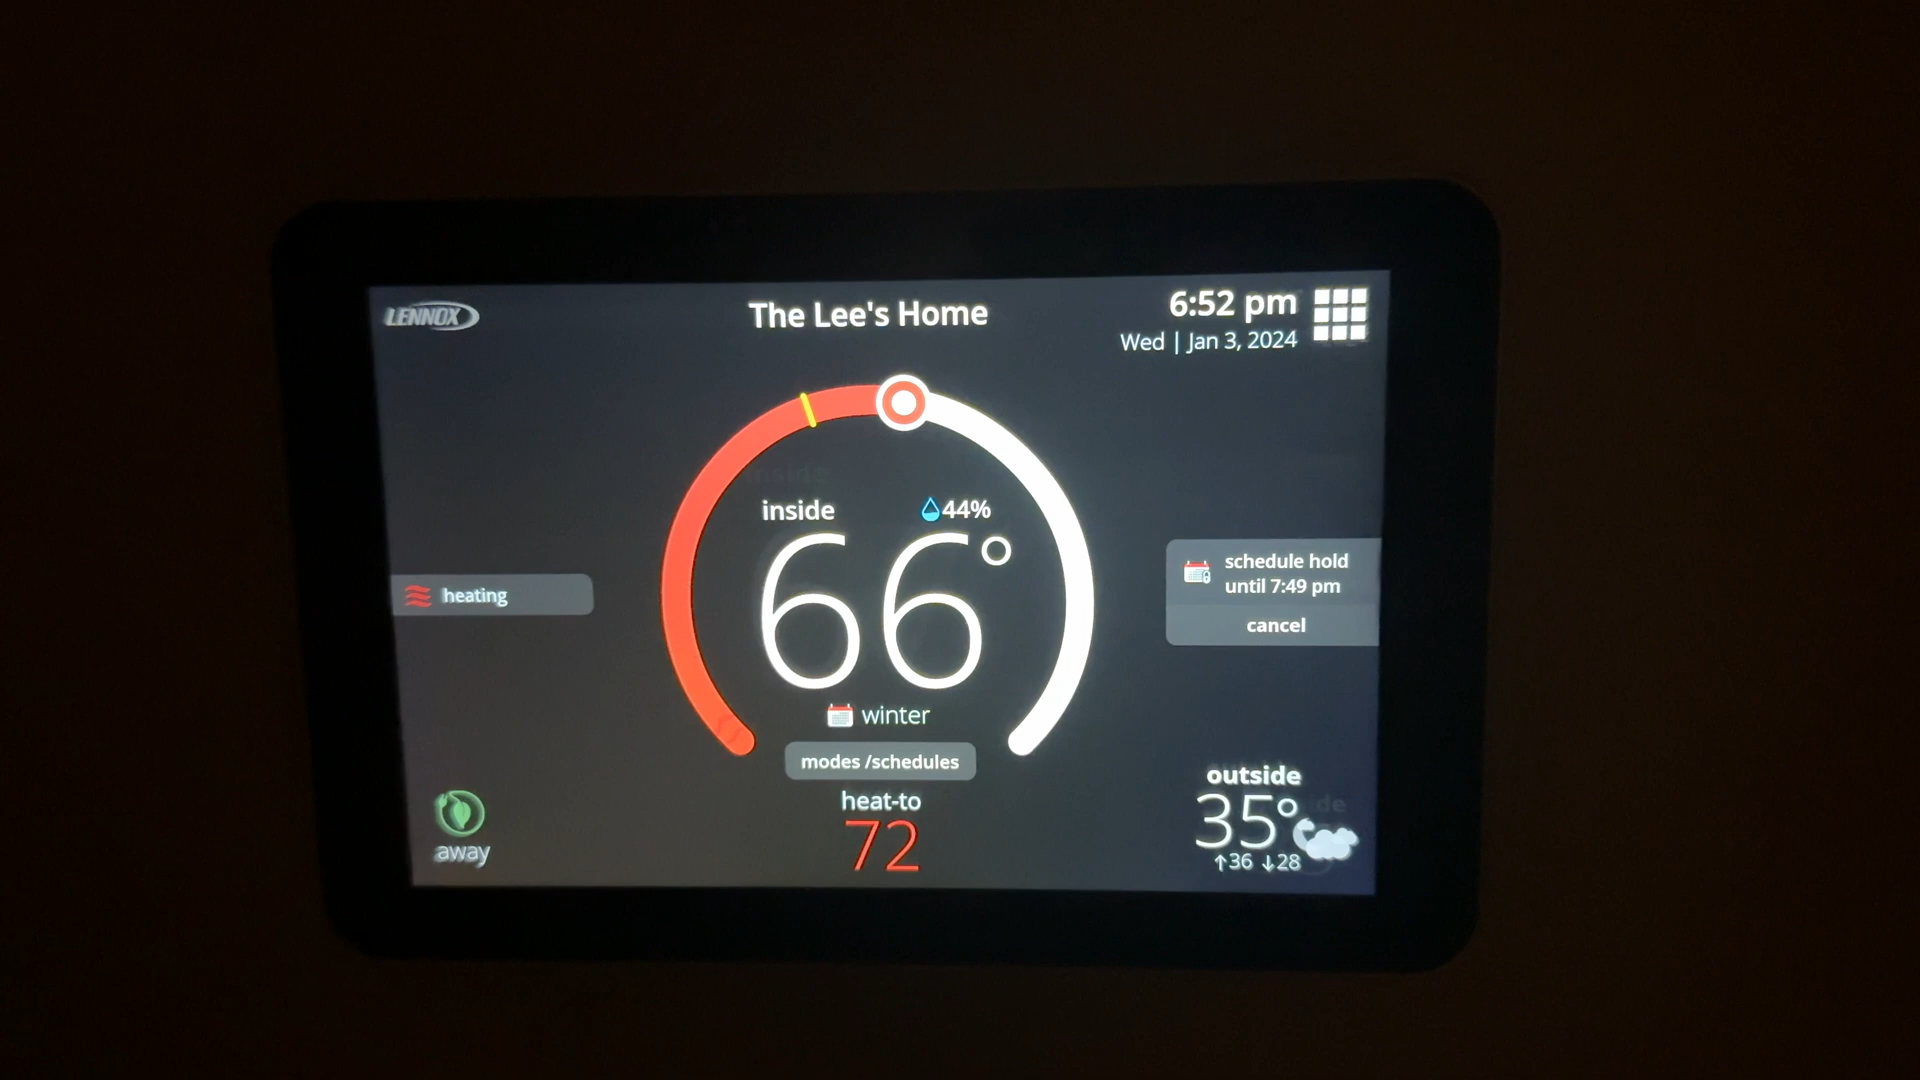 LENNOX
The Lee's Home
6:52 pm
Wed | Jan 3, 2024
inside
44%
66°
heating
schedule hold
until 7:49 pm
cancel
winter
modes /schedules
heat-to
72
away
outside
35°
↑36 ↓28